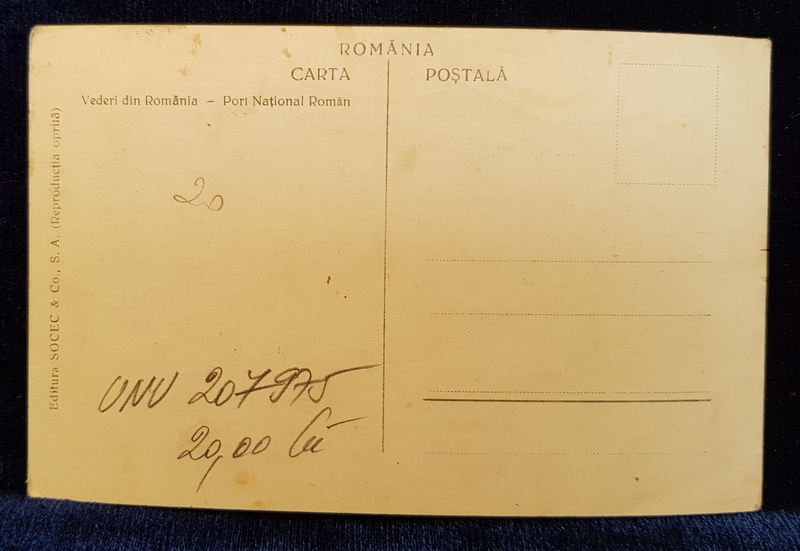 ROMÂNIA
CARTA POȘTALĂ
Vederi din România – Port Național Român
Editura SOCEC & Co., S. A. (Reproducția oprită)
20
UNU 207975
20,00 Lei